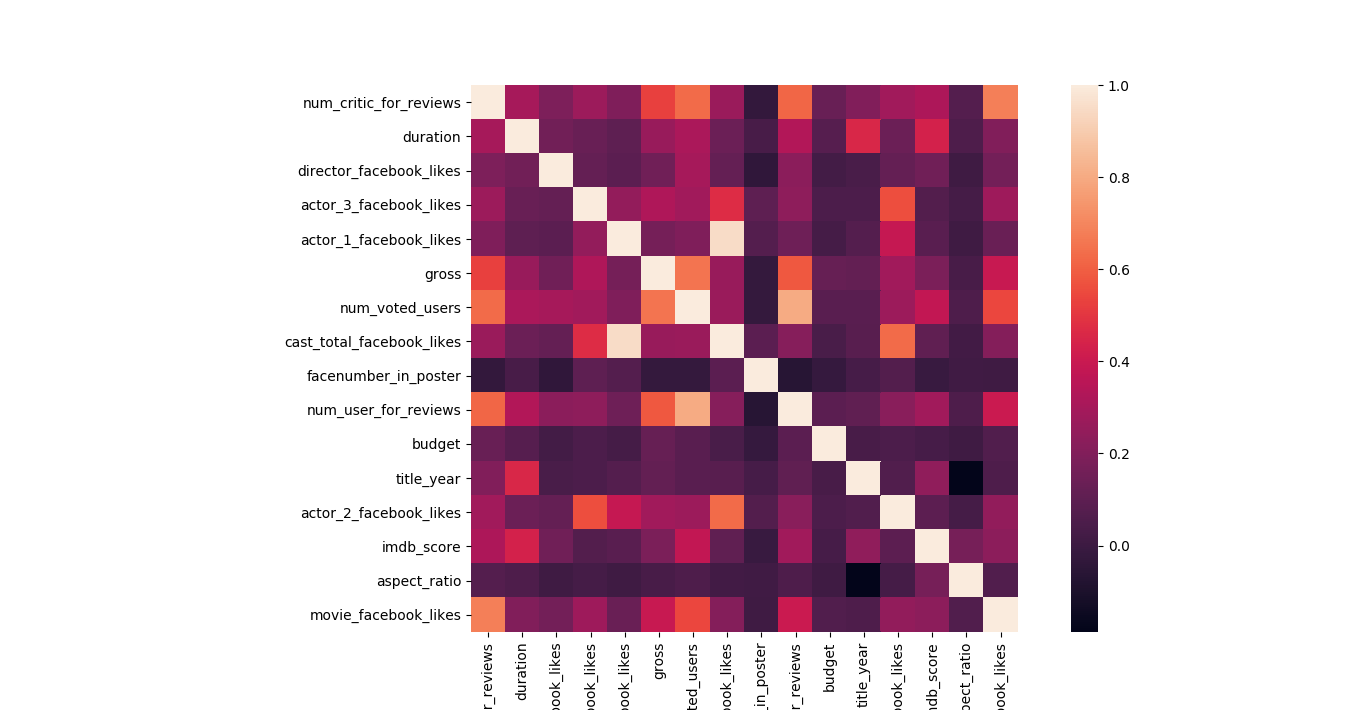 num_critic_for_reviews
duration
director_facebook_likes
actor_3_facebook_likes
actor_1_facebook_likes
gross
num_voted_users
cast_total_facebook_likes
facenumber_in_poster
num_user_for_reviews
budget
title_year
actor_2_facebook_likes
imdb_score
aspect_ratio
movie_facebook_likes
r_reviews
duration
ook_likes
ook_likes
ook_likes
gross
ted_users
ook_likes
_in_poster
r_reviews
budget
title_year
ook_likes
db_score
pect_ratio
ook_likes
1.0
0.8
0.6
0.4
0.2
0.0